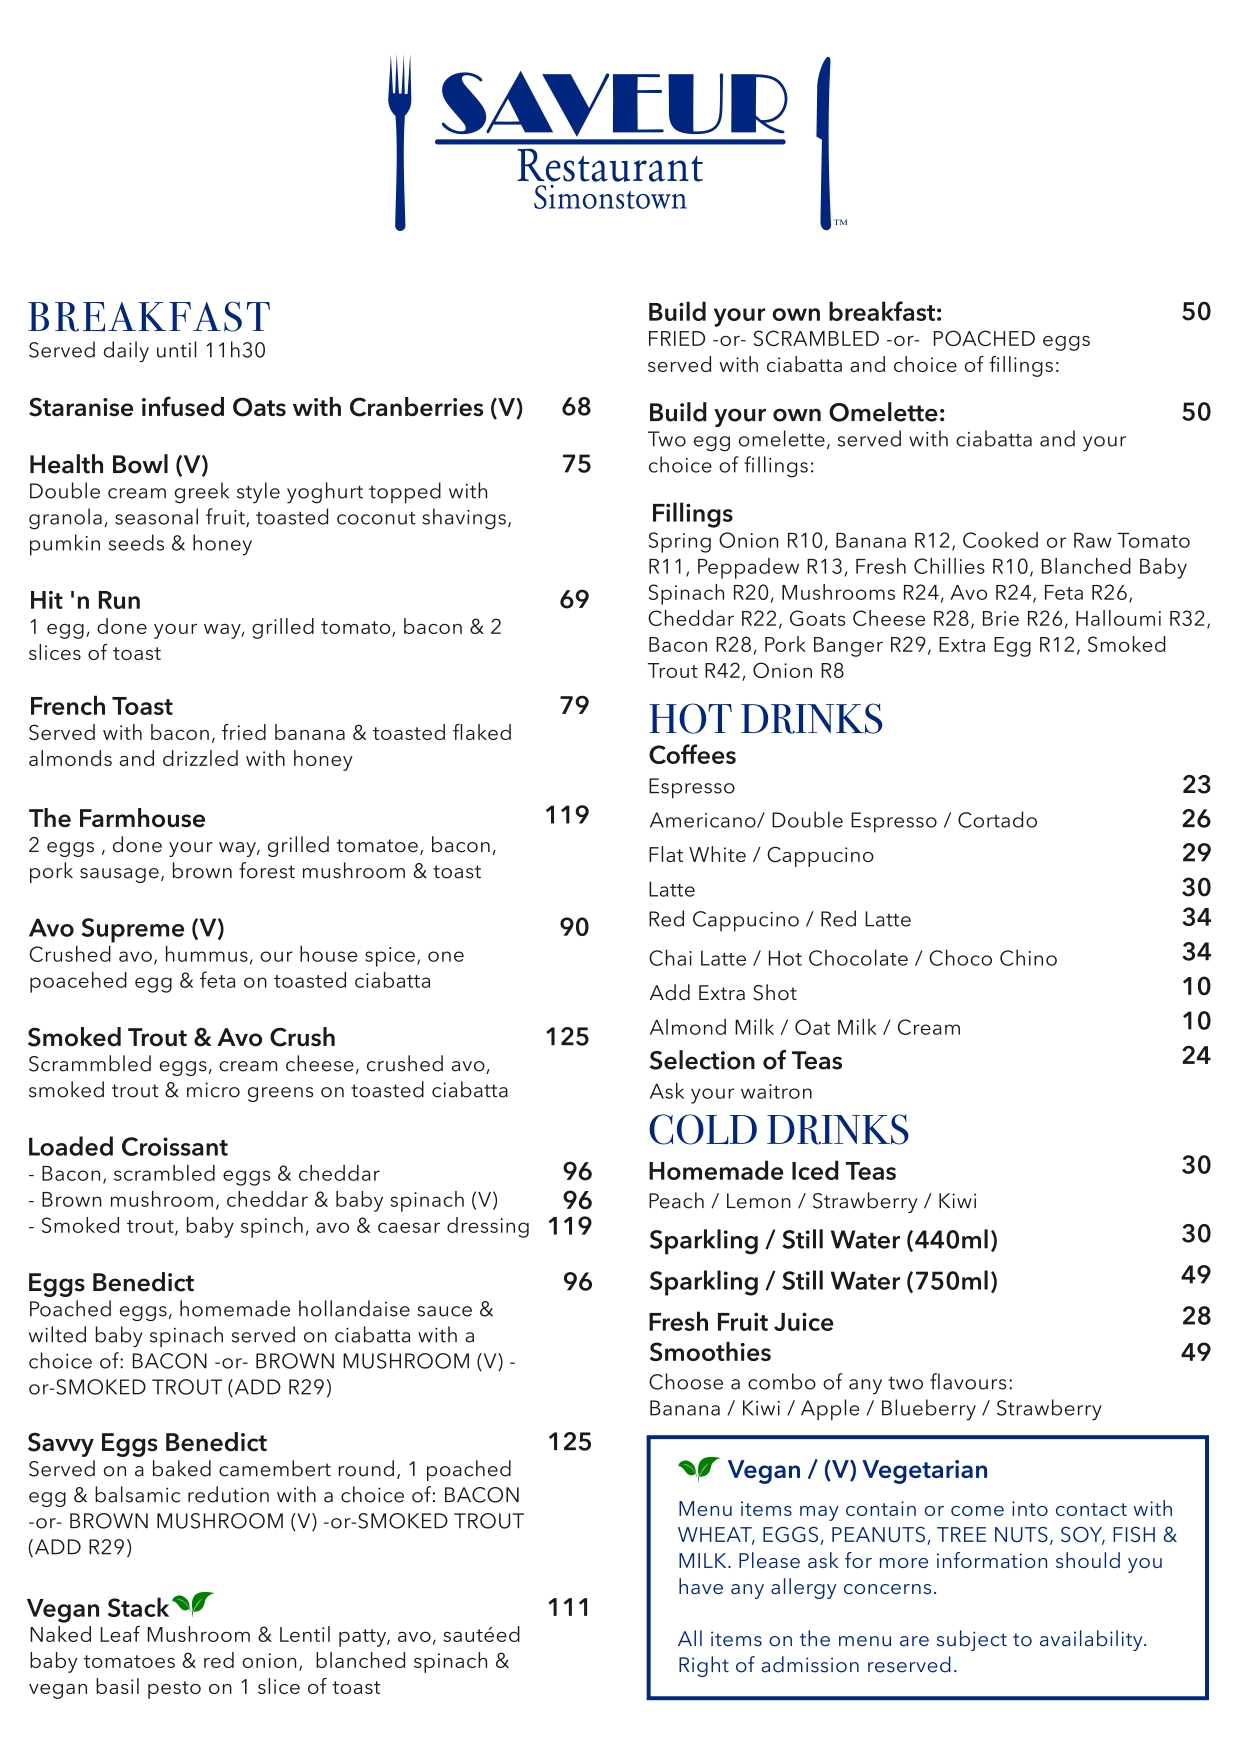 SAVEUR
Restaurant
Simonstown
TM
BREAKFAST
Served daily until 11h30
Staranise infused Oats with Cranberries (V) 68
Health Bowl (V) 75
Double cream greek style yoghurt topped with
granola, seasonal fruit, toasted coconut shavings,
pumkin seeds & honey
Hit 'n Run 69
1 egg, done your way, grilled tomato, bacon & 2
slices of toast
French Toast 79
Served with bacon, fried banana & toasted flaked
almonds and drizzled with honey
The Farmhouse 119
2 eggs , done your way, grilled tomatoe, bacon,
pork sausage, brown forest mushroom & toast
Avo Supreme (V) 90
Crushed avo, hummus, our house spice, one
poacehed egg & feta on toasted ciabatta
Smoked Trout & Avo Crush 125
Scrammbled eggs, cream cheese, crushed avo,
smoked trout & micro greens on toasted ciabatta
Loaded Croissant
- Bacon, scrambled eggs & cheddar 96
- Brown mushroom, cheddar & baby spinach (V) 96
- Smoked trout, baby spinch, avo & caesar dressing 119
Eggs Benedict 96
Poached eggs, homemade hollandaise sauce &
wilted baby spinach served on ciabatta with a
choice of: BACON -or- BROWN MUSHROOM (V) -
or-SMOKED TROUT (ADD R29)
Savvy Eggs Benedict 125
Served on a baked camembert round, 1 poached
egg & balsamic redution with a choice of: BACON
-or- BROWN MUSHROOM (V) -or-SMOKED TROUT
(ADD R29)
Vegan Stack 111
Naked Leaf Mushroom & Lentil patty, avo, sautéed
baby tomatoes & red onion, blanched spinach &
vegan basil pesto on 1 slice of toast
Build your own breakfast: 50
FRIED -or- SCRAMBLED -or- POACHED eggs
served with ciabatta and choice of fillings:
Build your own Omelette: 50
Two egg omelette, served with ciabatta and your
choice of fillings:
Fillings
Spring Onion R10, Banana R12, Cooked or Raw Tomato
R11, Peppadew R13, Fresh Chillies R10, Blanched Baby
Spinach R20, Mushrooms R24, Avo R24, Feta R26,
Cheddar R22, Goats Cheese R28, Brie R26, Halloumi R32,
Bacon R28, Pork Banger R29, Extra Egg R12, Smoked
Trout R42, Onion R8
HOT DRINKS
Coffees
Espresso 23
Americano/ Double Espresso / Cortado 26
Flat White / Cappucino 29
Latte 30
Red Cappucino / Red Latte 34
Chai Latte / Hot Chocolate / Choco Chino 34
Add Extra Shot 10
Almond Milk / Oat Milk / Cream 10
Selection of Teas 24
Ask your waitron
COLD DRINKS
Homemade Iced Teas 30
Peach / Lemon / Strawberry / Kiwi
Sparkling / Still Water (440ml) 30
Sparkling / Still Water (750ml) 49
Fresh Fruit Juice 28
Smoothies 49
Choose a combo of any two flavours:
Banana / Kiwi / Apple / Blueberry / Strawberry
Vegan / (V) Vegetarian
Menu items may contain or come into contact with
WHEAT, EGGS, PEANUTS, TREE NUTS, SOY, FISH &
MILK. Please ask for more information should you
have any allergy concerns.
All items on the menu are subject to availability.
Right of admission reserved.